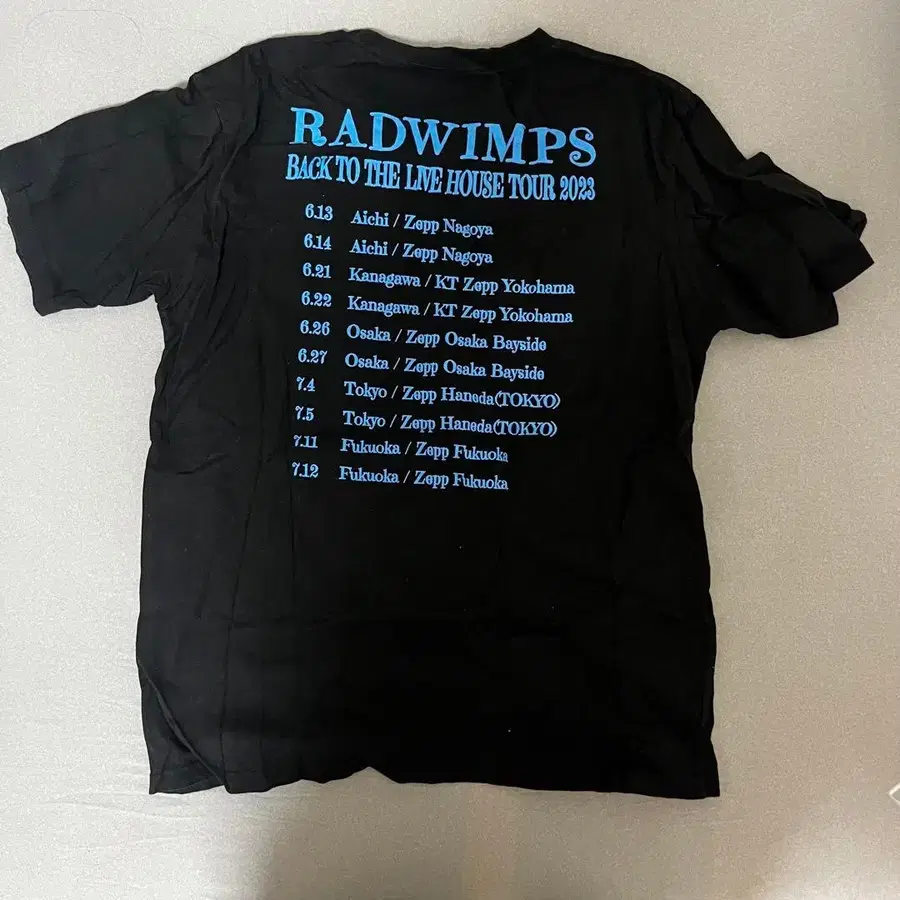 RADWIMPS
BACK TO THE LIVE HOUSE TOUR 2023
6.13 Aichi / Zepp Nagoya
6.14 Aichi / Zepp Nagoya
6.21 Kanagawa / KT Zepp Yokohama
6.22 Kanagawa / KT Zepp Yokohama
6.26 Osaka / Zepp Osaka Bayside
6.27 Osaka / Zepp Osaka Bayside
7.4 Tokyo / Zepp Haneda(TOKYO)
7.5 Tokyo / Zepp Haneda(TOKYO)
7.11 Fukuoka / Zepp Fukuoka
7.12 Fukuoka / Zepp Fukuoka